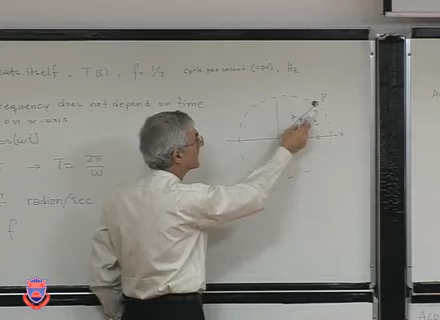 ats itself , T(s) , f = 1/T cycle per second (cps), Hz
requency does not depend on time
on x-axis
os(ωt)
→ T = 2π/ω
radian/sec
f
P
A